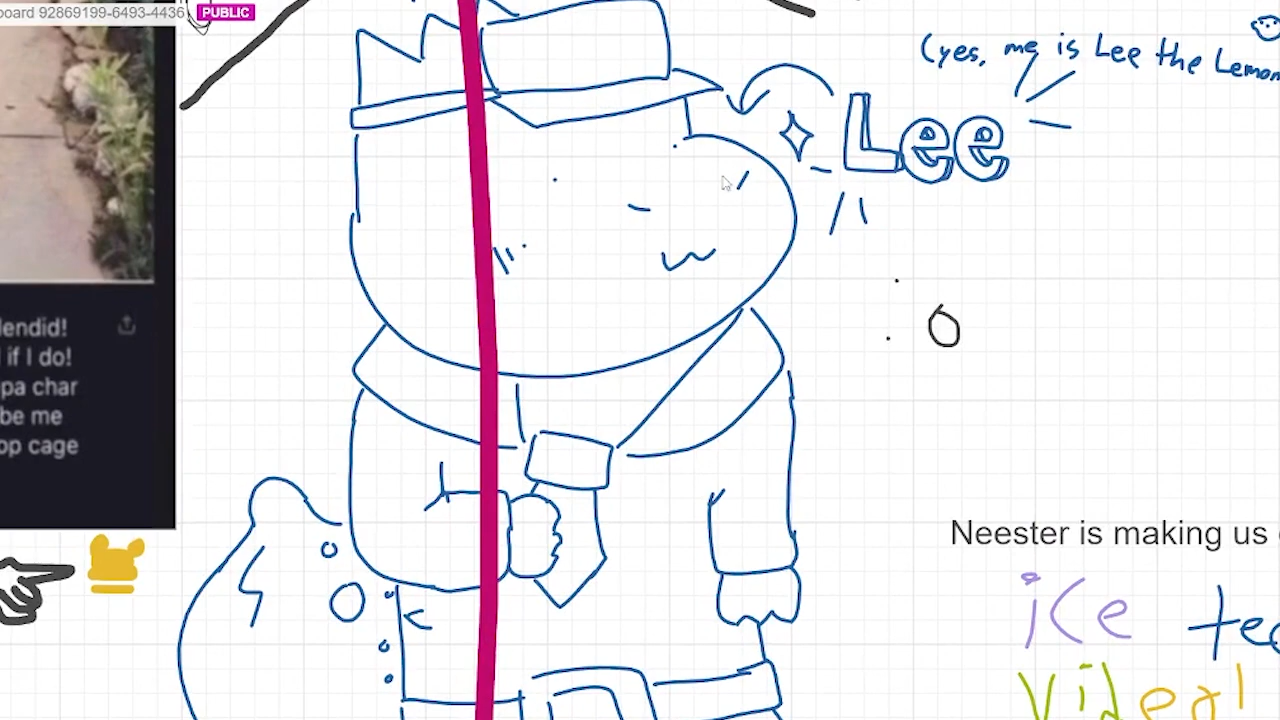 board 92869199-6493-4436 PUBLIC
(yes, me is Lee the Lemon
Lee
lendid!
if I do!
pa char
be me
op cage
Neester is making us
ice tea
video!